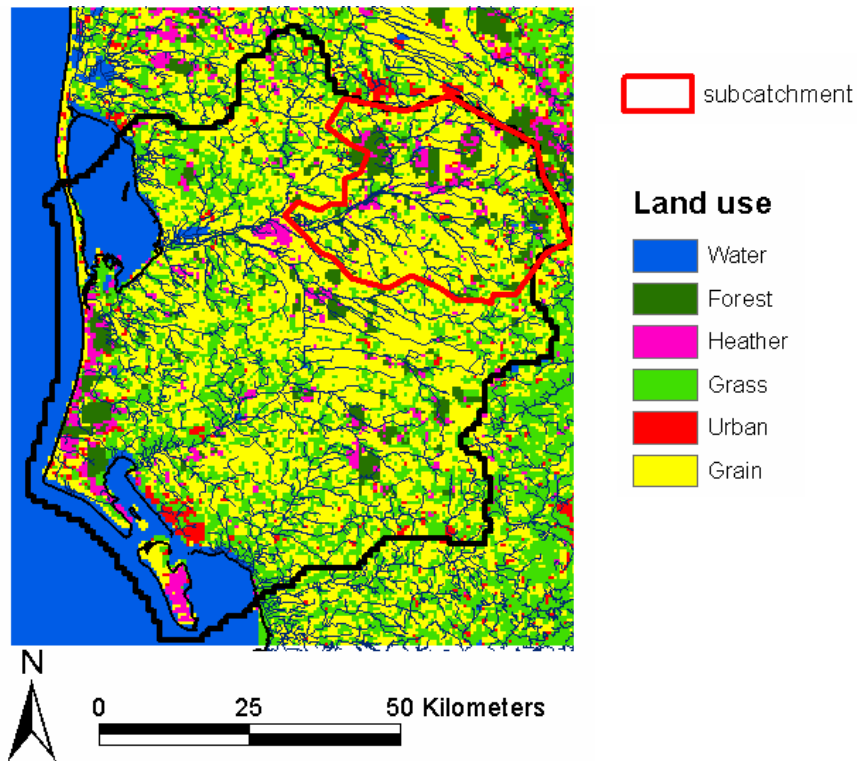 subcatchment
Land use
Water
Forest
Heather
Grass
Urban
Grain
N
0 25 50 Kilometers